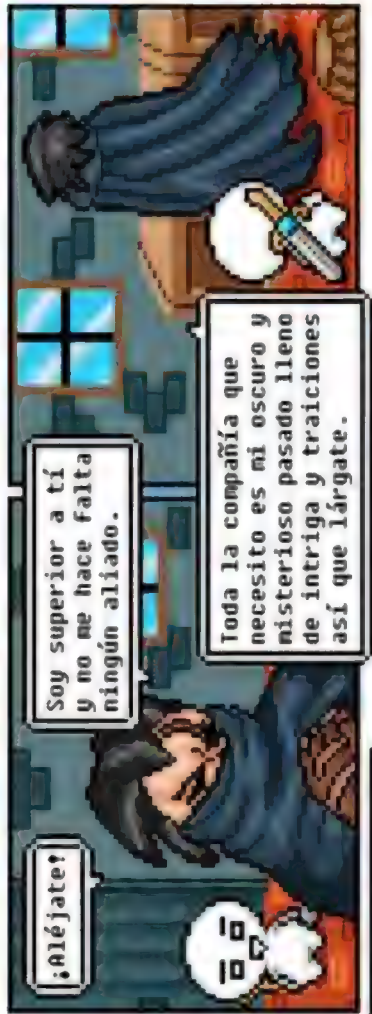 ¡Aléjate!
Soy superior a tí
y no me hace falta
ningún aliado.
Toda la compañía que
necesito es mi oscuro y
misterioso pasado lleno
de intriga y traiciones
así que lárgate.